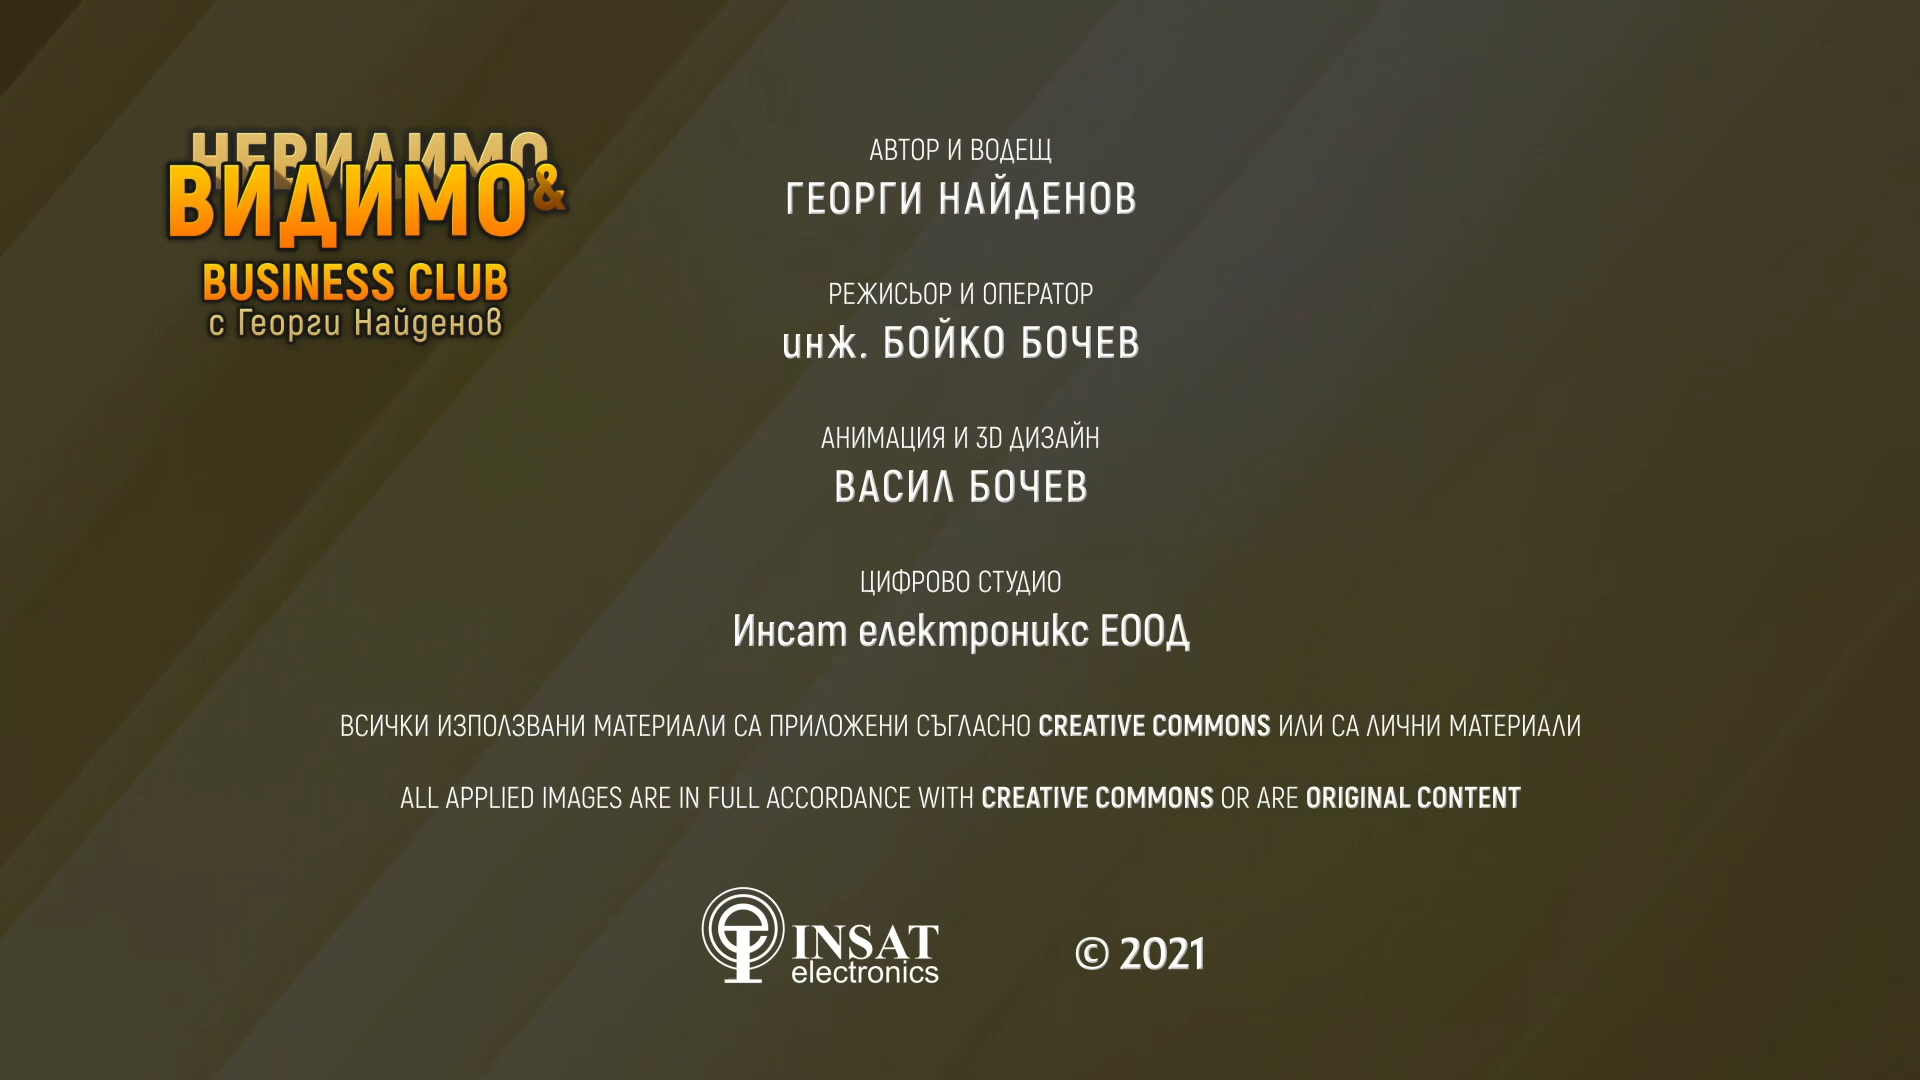 НЕВИДИМО
ВИДИМО &
BUSINESS CLUB
с Георги Найденов
АВТОР И ВОДЕЩ
ГЕОРГИ НАЙДЕНОВ
РЕЖИСЬОР И ОПЕРАТОР
инж. БОЙКО БОЧЕВ
АНИМАЦИЯ И 3D ДИЗАЙН
ВАСИЛ БОЧЕВ
ЦИФРОВО СТУДИО
Инсат електроникс ЕООД
ВСИЧКИ ИЗПОЛЗВАНИ МАТЕРИАЛИ СА ПРИЛОЖЕНИ СЪГЛАСНО CREATIVE COMMONS ИЛИ СА ЛИЧНИ МАТЕРИАЛИ
ALL APPLIED IMAGES ARE IN FULL ACCORDANCE WITH CREATIVE COMMONS OR ARE ORIGINAL CONTENT
INSAT
electronics
© 2021